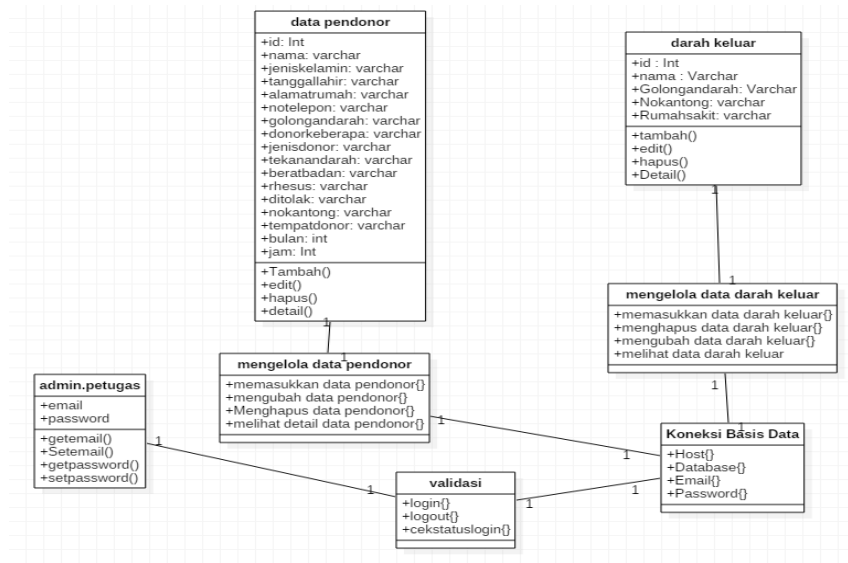 data pendonor
+id: Int
+nama: varchar
+jeniskelamin: varchar
+tanggallahir: varchar
+alamatrumah: varchar
+notelepon: varchar
+golongandarah: varchar
+donorkeberapa: varchar
+jenisdonor: varchar
+tekanandarah: varchar
+beratbadan: varchar
+rhesus: varchar
+ditolak: varchar
+nokantong: varchar
+tempatdonor: varchar
+bulan: int
+jam: Int
+Tambah()
+edit()
+hapus()
+detail()
1
darah keluar
+id : Int
+nama : Varchar
+Golongandarah: Varchar
+Nokantong: varchar
+Rumahsakit: varchar
+tambah()
+edit()
+hapus()
+Detail()
1
1
mengelola data darah keluar
+memasukkan data darah keluar{}
+menghapus data darah keluar{}
+mengubah data darah keluar{}
+melihat data darah keluar
1
1
mengelola data pendonor
+memasukkan data pendonor{}
+mengubah data pendonor{}
+Menghapus data pendonor{}
+melihat detail data pendonor{}
1
admin.petugas
+email
+password
+getemail()
+Setemail()
+getpassword()
+setpassword()
1
1
Koneksi Basis Data
+Host{}
+Database{}
+Email{}
+Password{}
1
1
validasi
+login{}
+logout{}
+cekstatuslogin{}
1
1
1